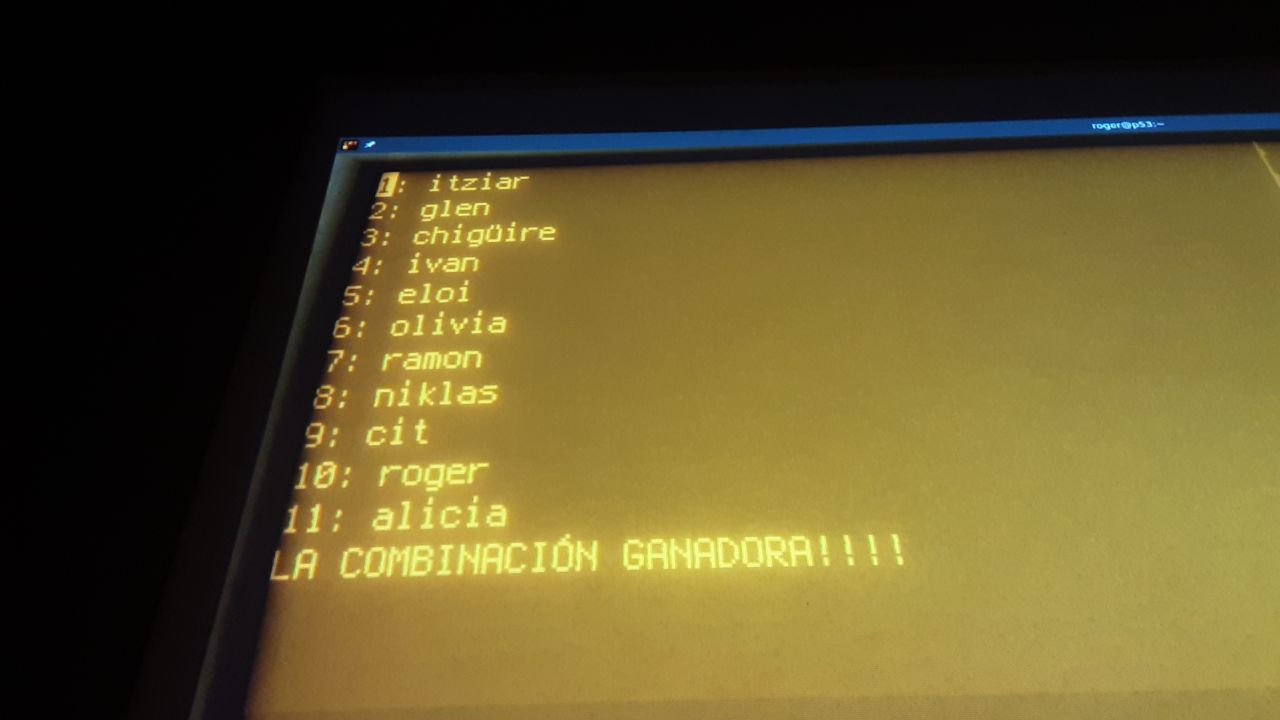 roger@p53:~
1: itziar
2: glen
3: chigüire
4: ivan
5: eloi
6: olivia
7: ramon
8: niklas
9: cit
10: roger
11: alicia
LA COMBINACIÓN GANADORA!!!!